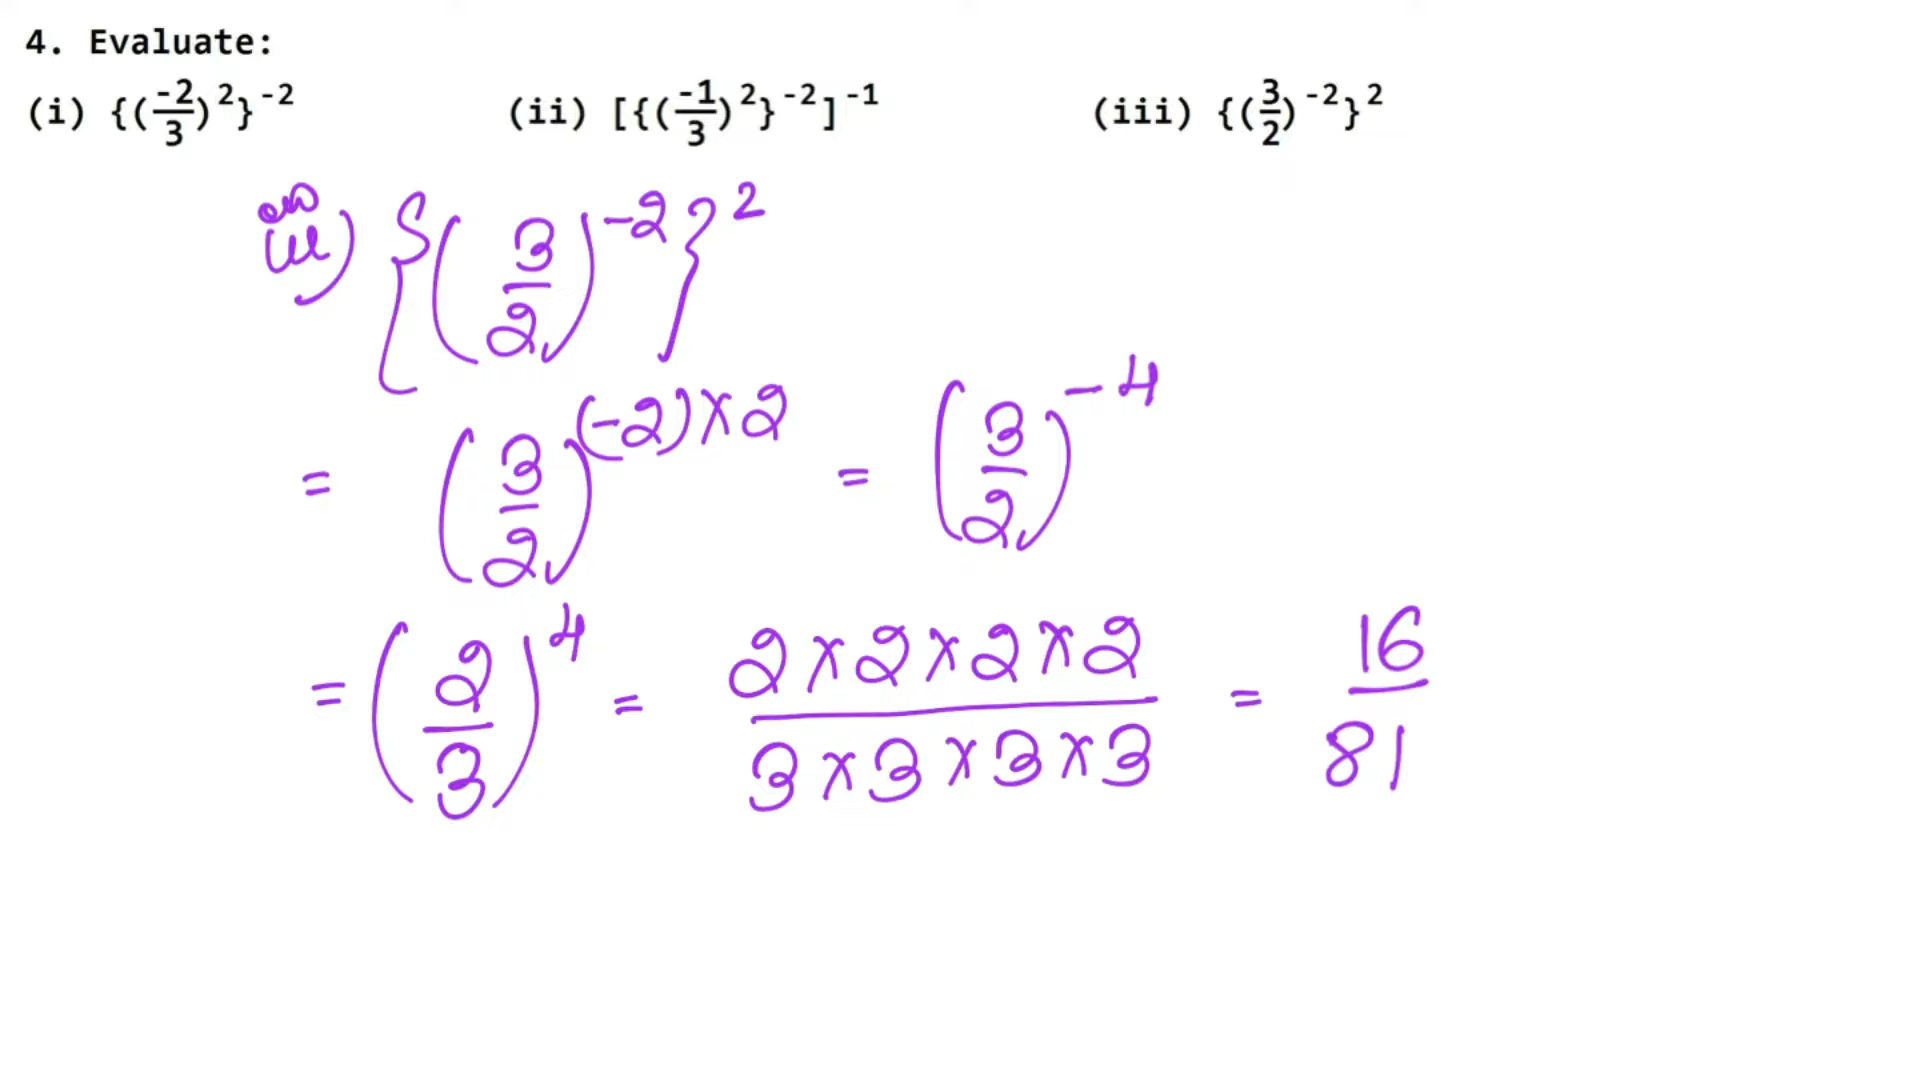 4. Evaluate:
(i) {(-2/3)^2}^-2 (ii) [{(-1/3)^2}^-2]^-1 (iii) {(3/2)^-2}^2
(iii) {(3/2)^-2}^2
= (3/2)^(-2)×2 = (3/2)^-4
= (2/3)^4 = 2×2×2×2/3×3×3×3 = 16/81